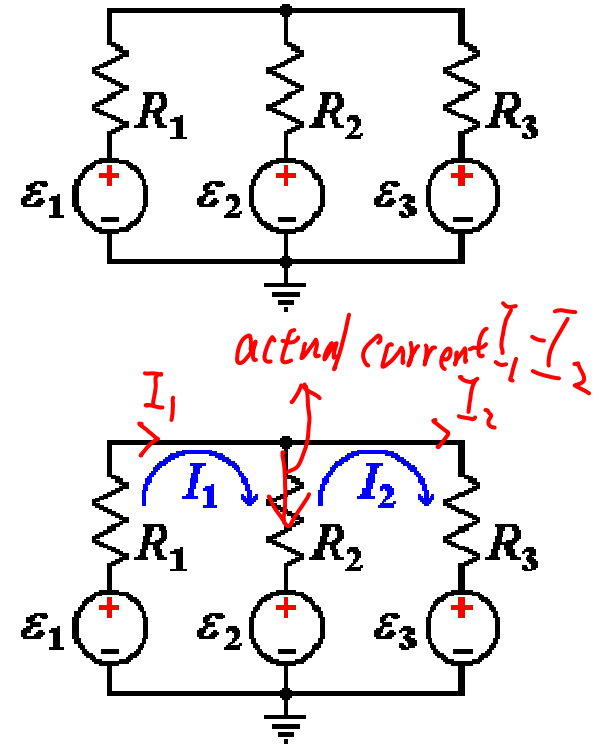 R1 R2 R3
+ + +
ε1 ε2 ε3
- - -
actual current I1-I2
I1 I2
I1 I2
R1 R2 R3
+ + +
ε1 ε2 ε3
- - -